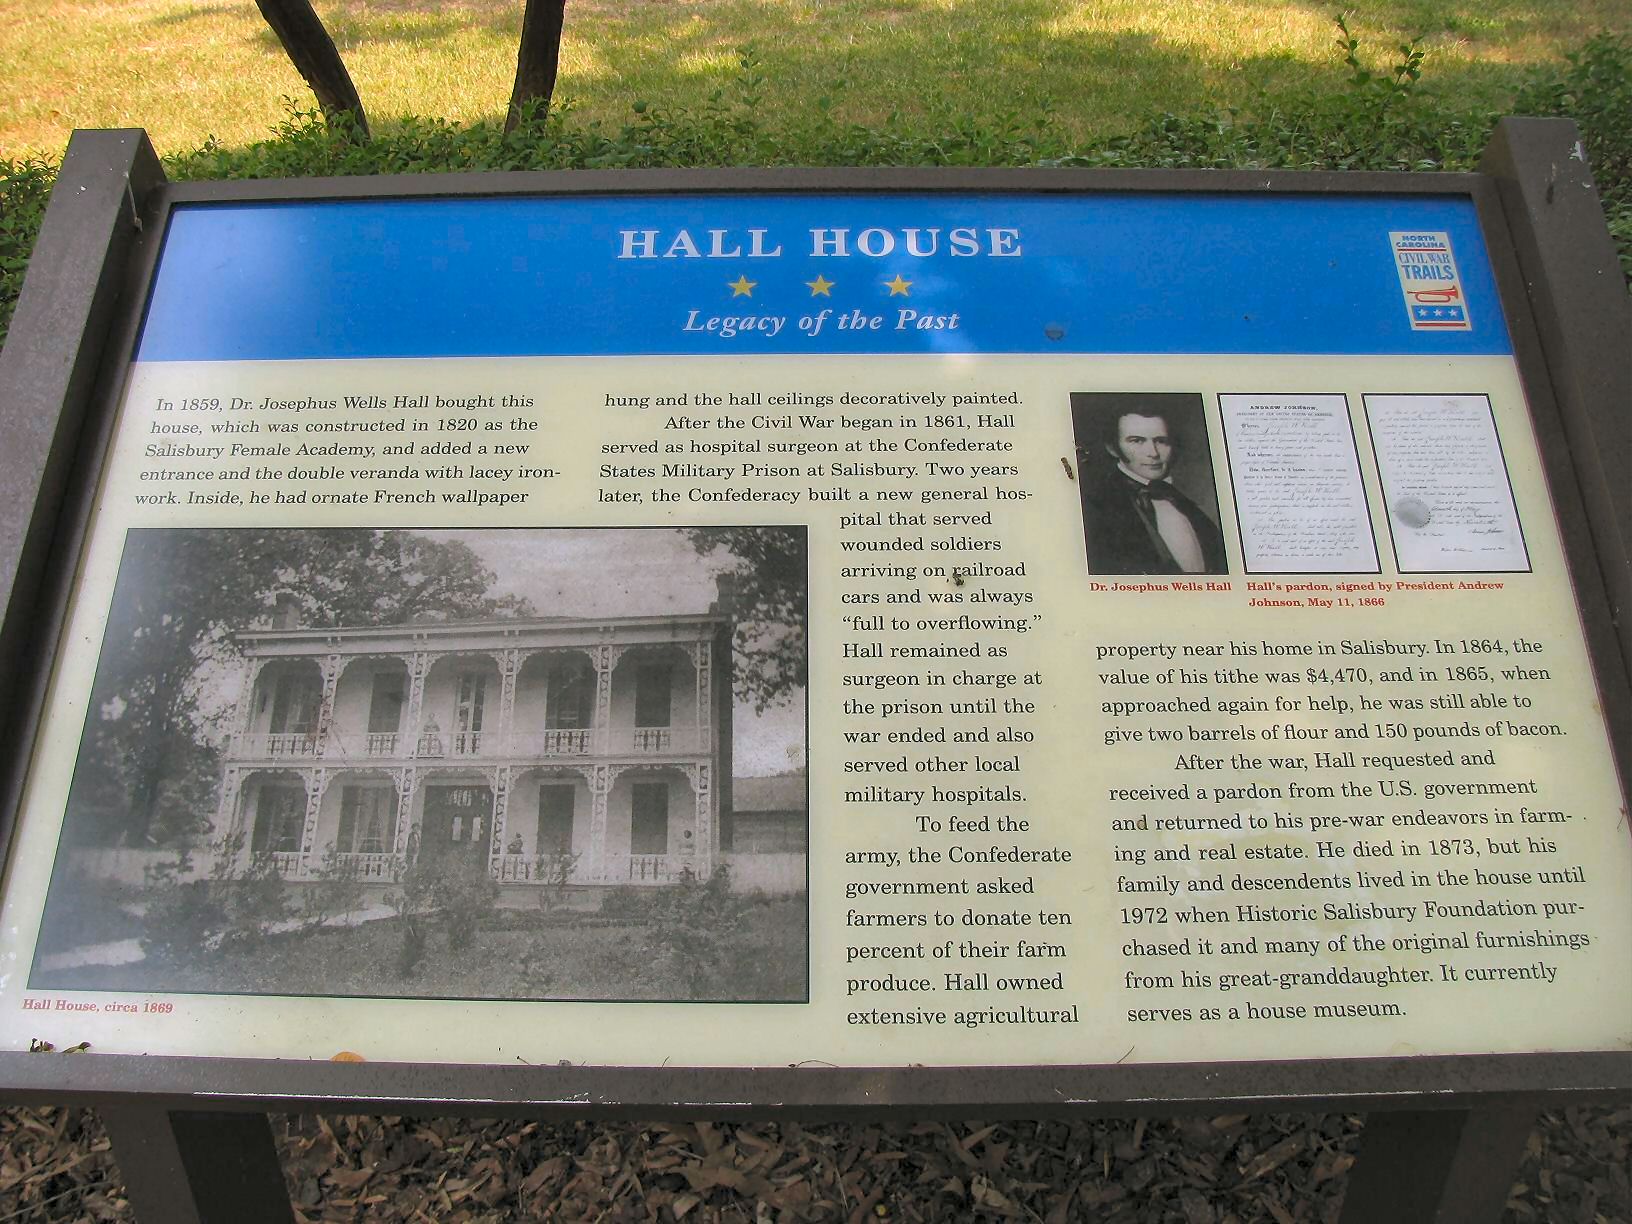 HALL HOUSE
Legacy of the Past
NORTH
CAROLINA
CIVIL WAR
TRAILS
In 1859, Dr. Josephus Wells Hall bought this
house, which was constructed in 1820 as the
Salisbury Female Academy, and added a new
entrance and the double veranda with lacey iron-
work. Inside, he had ornate French wallpaper
Hall House, circa 1869
hung and the hall ceilings decoratively painted.
After the Civil War began in 1861, Hall
served as hospital surgeon at the Confederate
States Military Prison at Salisbury. Two years
later, the Confederacy built a new general hos-
pital that served
wounded soldiers
arriving on railroad
cars and was always
“full to overflowing.”
Hall remained as
surgeon in charge at
the prison until the
war ended and also
served other local
military hospitals.
To feed the
army, the Confederate
government asked
farmers to donate ten
percent of their farm
produce. Hall owned
extensive agricultural
ANDREW JOHNSON,
Dr. Josephus Wells Hall
Hall's pardon, signed by President Andrew
Johnson, May 11, 1866
property near his home in Salisbury. In 1864, the
value of his tithe was $4,470, and in 1865, when
approached again for help, he was still able to
give two barrels of flour and 150 pounds of bacon.
After the war, Hall requested and
received a pardon from the U.S. government
and returned to his pre-war endeavors in farm-
ing and real estate. He died in 1873, but his
family and descendents lived in the house until
1972 when Historic Salisbury Foundation pur-
chased it and many of the original furnishings
from his great-granddaughter. It currently
serves as a house museum.